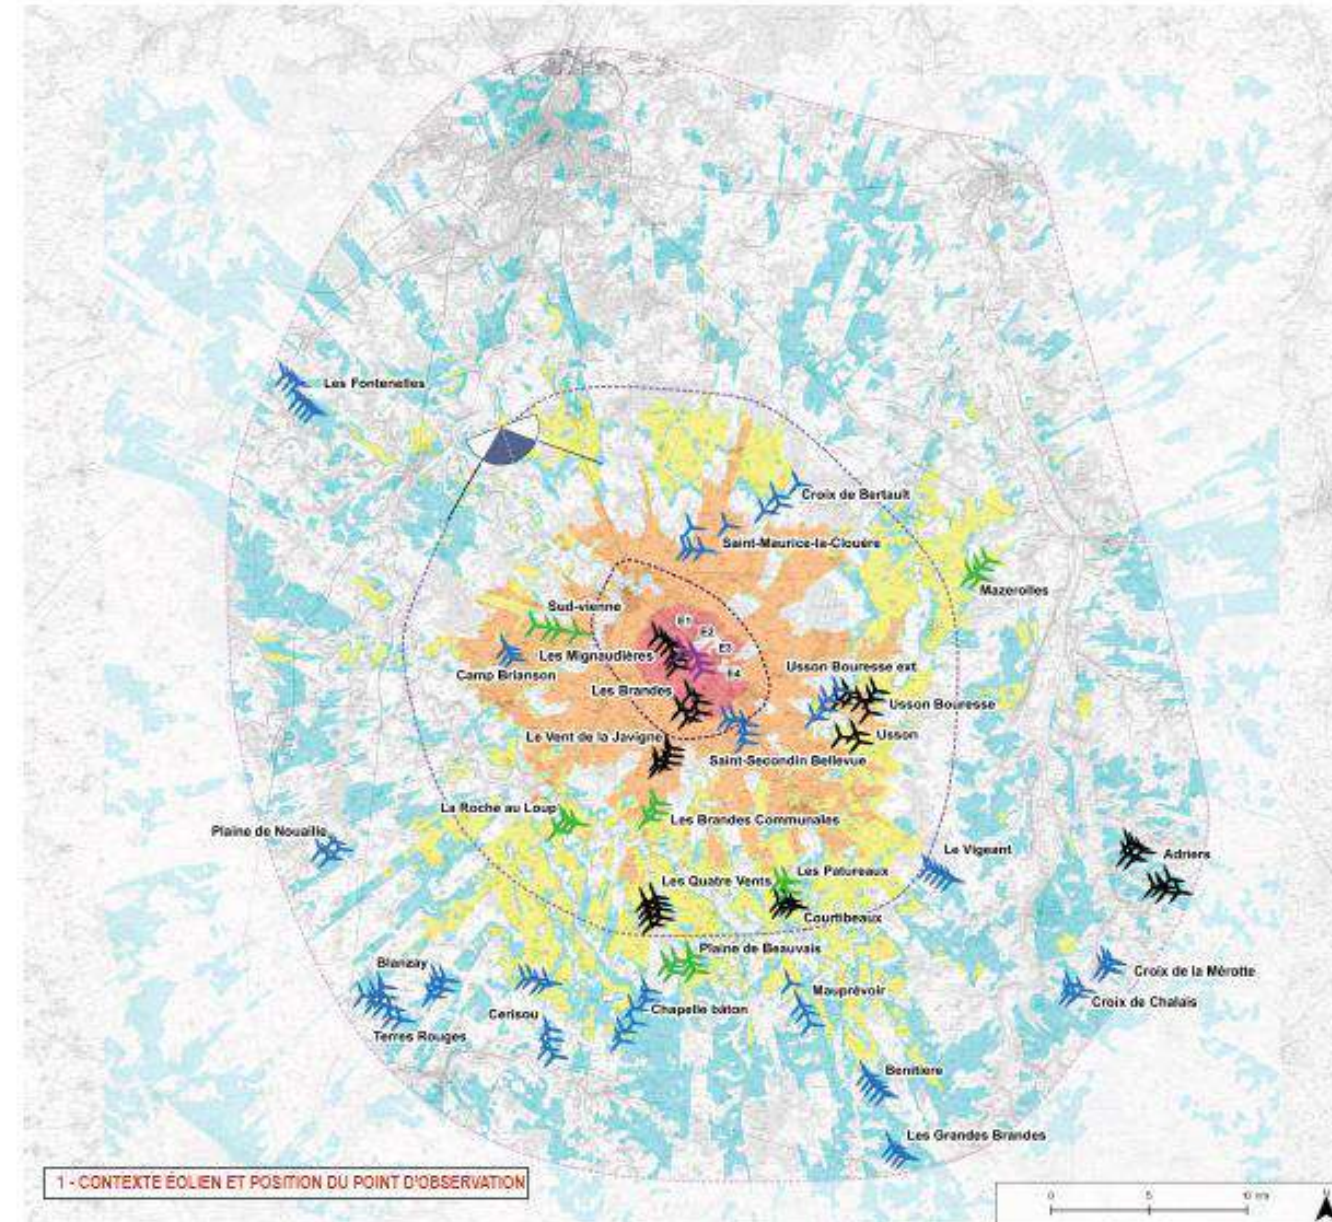 Les Fontenelles
Croix de Bertault
Saint-Maurice-la-Clouère
Mazerolles
Sud-vienne
E1
E2
E3
E4
Les Mignaudières
Camp Brianson
Usson Bouresse ext
Les Brandes
Usson Bouresse
Le Vent de la Javigne
Usson
Saint-Secondin Bellevue
La Roche au Loup
Les Brandes Communales
Plaine de Nouaille
Le Vigeant
Adriers
Les Quatre Vents
Les Patureaux
Courtibeaux
Plaine de Beauvais
Blanzay
Croix de la Mérotte
Mauprévoir
Croix de Chalais
Cerisou
Chapelle bâton
Terres Rouges
Benitiere
Les Grandes Brandes
1 - CONTEXTE ÉOLIEN ET POSITION DU POINT D'OBSERVATION
0 5 10 km